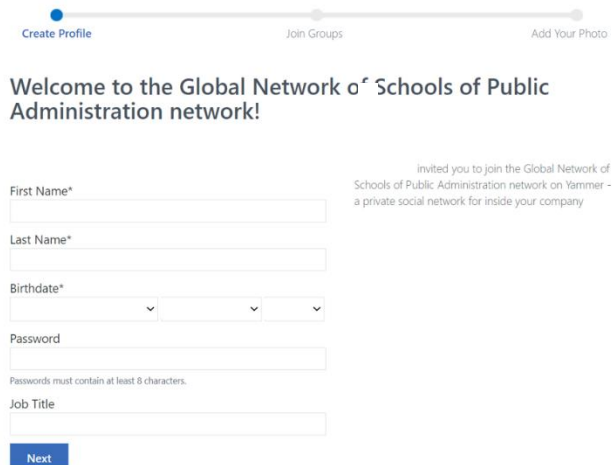 Create Profile
Join Groups
Add Your Photo
Welcome to the Global Network of Schools of Public
Administration network!
invited you to join the Global Network of
Schools of Public Administration network on Yammer -
a private social network for inside your company
First Name*
Last Name*
Birthdate*
Password
Passwords must contain at least 8 characters.
Job Title
Next